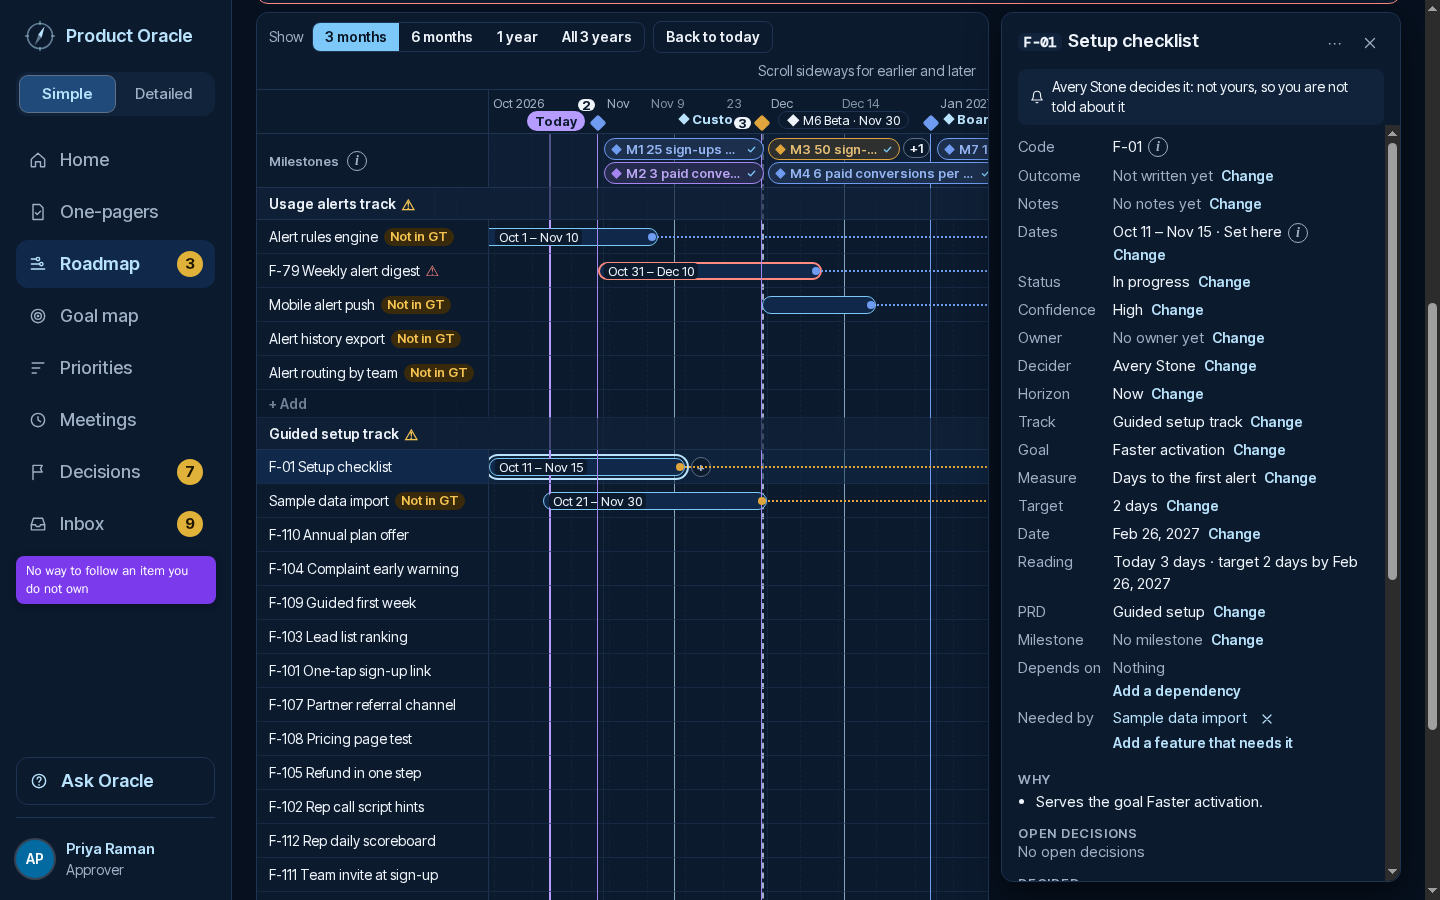 Product Oracle
Simple
Detailed
Home
One-pagers
Roadmap
3
Goal map
Priorities
Meetings
Decisions
7
Inbox
9
No way to follow an item you
do not own
Ask Oracle
AP
Priya Raman
Approver
Show
3 months
6 months
1 year
All 3 years
Back to today
Scroll sideways for earlier and later
Oct 2026
2
Nov
Nov 9
23
Dec
Dec 14
Jan 2027
Today
Custo
3
M6 Beta · Nov 30
Boar
Milestones
M1 25 sign-ups ...
M3 50 sign-...
+1
M7 1
M2 3 paid conve...
M4 6 paid conversions per ...
Usage alerts track
Alert rules engine
Not in GT
Oct 1 – Nov 10
F-79 Weekly alert digest
Oct 31 – Dec 10
Mobile alert push
Not in GT
Alert history export
Not in GT
Alert routing by team
Not in GT
+ Add
Guided setup track
F-01 Setup checklist
Oct 11 – Nov 15
Sample data import
Not in GT
Oct 21 – Nov 30
F-110 Annual plan offer
F-104 Complaint early warning
F-109 Guided first week
F-103 Lead list ranking
F-101 One-tap sign-up link
F-107 Partner referral channel
F-108 Pricing page test
F-105 Refund in one step
F-102 Rep call script hints
F-112 Rep daily scoreboard
F-111 Team invite at sign-up
F-01 Setup checklist
Avery Stone decides it: not yours, so you are not
told about it
Code
F-01
Outcome
Not written yet Change
Notes
No notes yet Change
Dates
Oct 11 – Nov 15 · Set here
Change
Status
In progress Change
Confidence
High Change
Owner
No owner yet Change
Decider
Avery Stone Change
Horizon
Now Change
Track
Guided setup track Change
Goal
Faster activation Change
Measure
Days to the first alert Change
Target
2 days Change
Date
Feb 26, 2027 Change
Reading
Today 3 days · target 2 days by Feb
26, 2027
PRD
Guided setup Change
Milestone
No milestone Change
Depends on
Nothing
Add a dependency
Needed by
Sample data import
Add a feature that needs it
WHY
• Serves the goal Faster activation.
OPEN DECISIONS
No open decisions
DECIDED